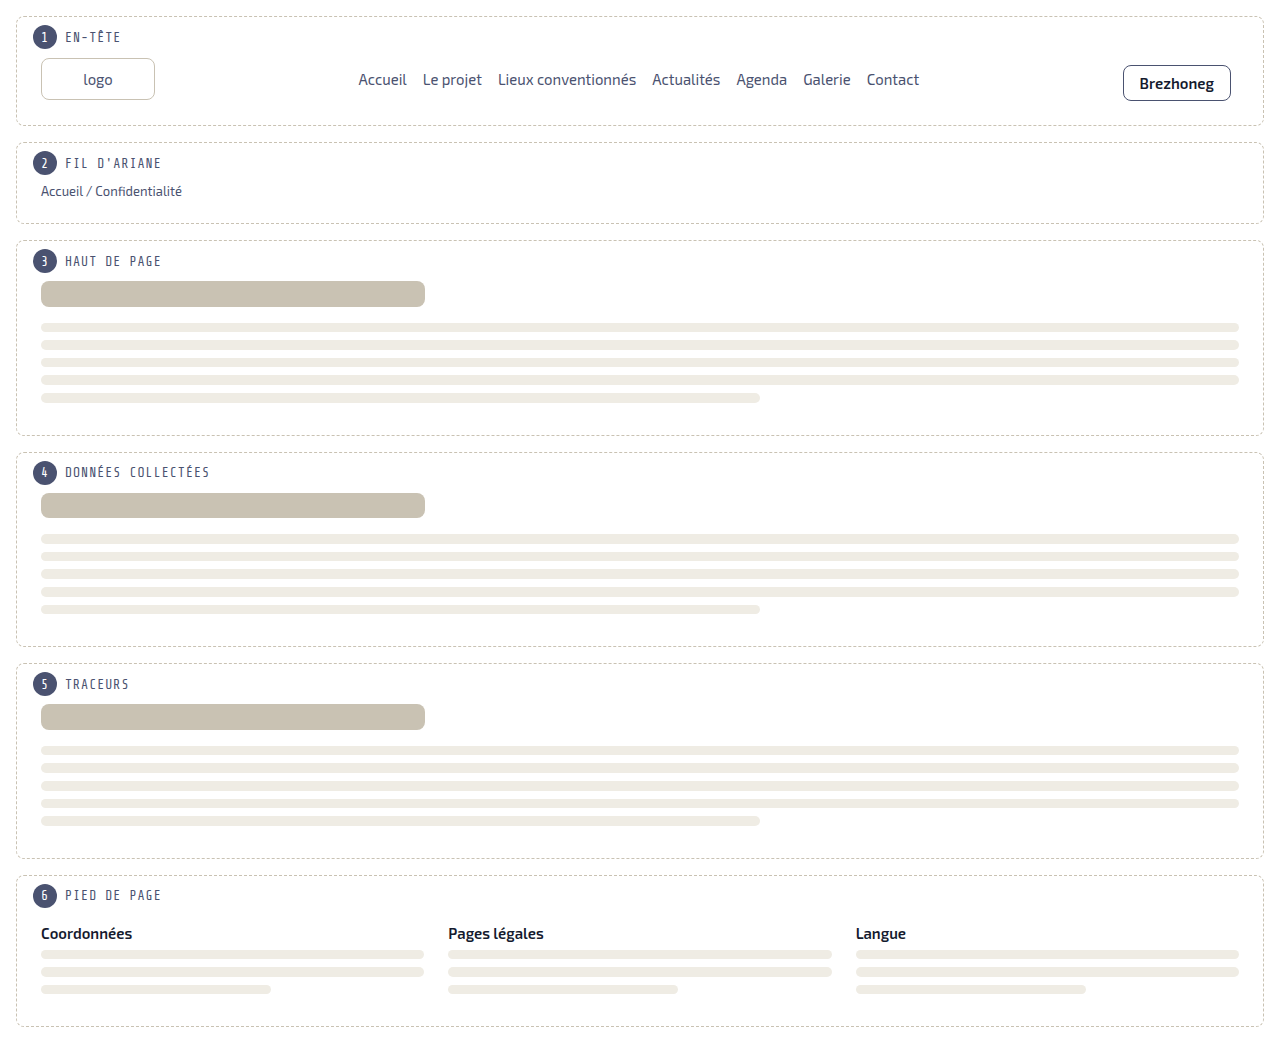 1 EN-TÊTE
logo
Accueil Le projet Lieux conventionnés Actualités Agenda Galerie Contact
Brezhoneg
2 FIL D'ARIANE
Accueil / Confidentialité
3 HAUT DE PAGE
4 DONNÉES COLLECTÉES
5 TRACEURS
6 PIED DE PAGE
Coordonnées Pages légales Langue